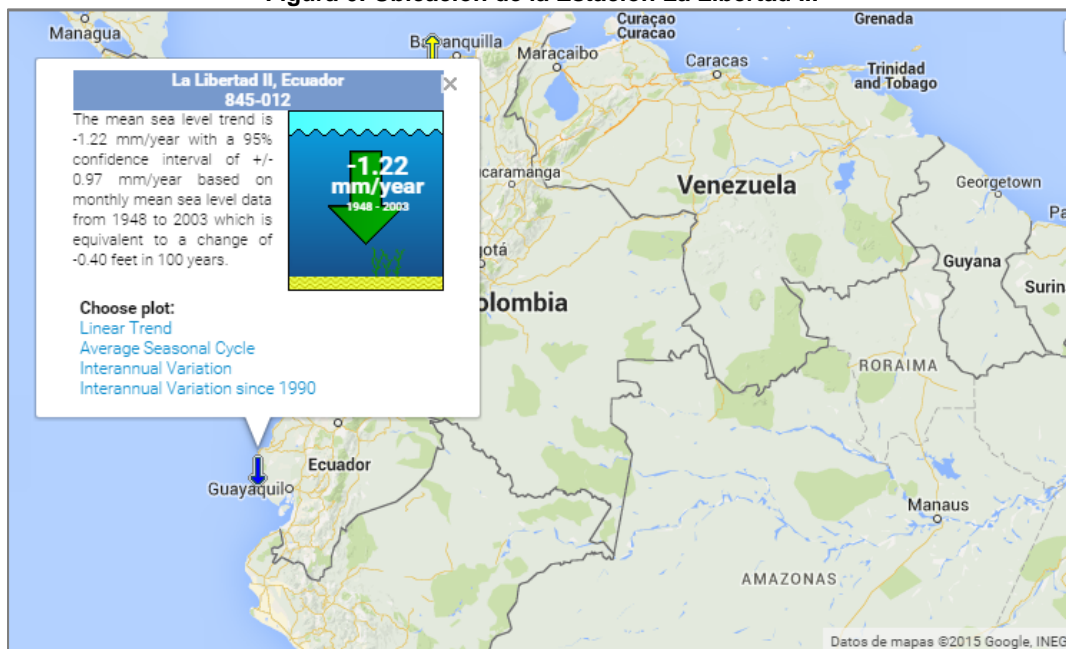 Curaçao
Curacao
Grenada
Managua
Maracaibo
Caracas
Trinidad
and Tobago
La Libertad II, Ecuador
845-012
The mean sea level trend is
-1.22 mm/year with a 95%
confidence interval of +/-
0.97 mm/year based on
monthly mean sea level data
from 1948 to 2003 which is
equivalent to a change of
-0.40 feet in 100 years.
-1.22
mm/year
1948 - 2003
Choose plot:
Linear Trend
Average Seasonal Cycle
Interannual Variation
Interannual Variation since 1990
Venezuela
Georgetown
Guyana
RORAIMA
Ecuador
Guayaquil
Manaus
AMAZONAS
Datos de mapas ©2015 Google, INEG